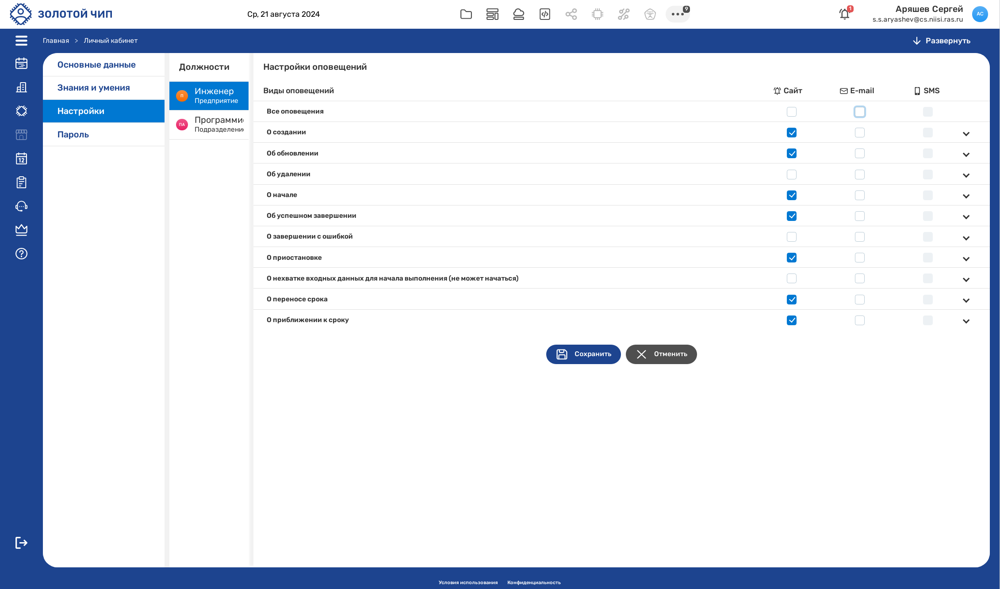 ЗОЛОТОЙ ЧИП
Ср, 21 августа 2024
9
1
Аряшев Сергей
s.s.aryashev@cs.niisi.ras.ru
АС
Главная > Личный кабинет
Развернуть
12
Основные данные
Знания и умения
Настройки
Пароль
Должности
П
Инженер
Предприятие
ПА
Программис
Подразделение
Настройки оповещений
Виды оповещений
Сайт
E-mail
SMS
Все оповещения
О создании
Об обновлении
Об удалении
О начале
Об успешном завершении
О завершении с ошибкой
О приостановке
О нехватке входных данных для начала выполнения (не может начаться)
О переносе срока
О приближении к сроку
Сохранить
Отменить
Условия использования
Конфиденциальность